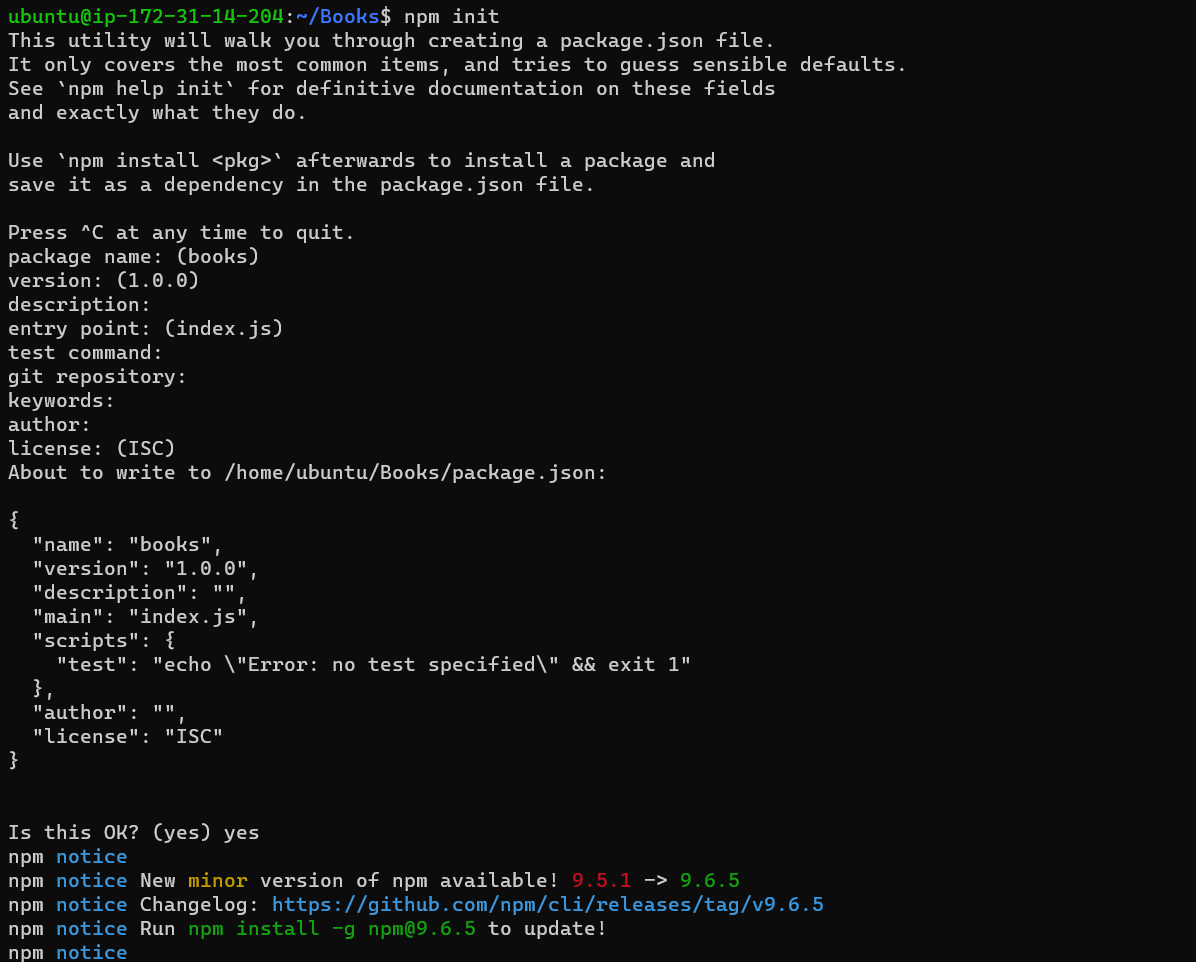 ubuntu@ip-172-31-14-204:~/Books$ npm init
This utility will walk you through creating a package.json file.
It only covers the most common items, and tries to guess sensible defaults.
See `npm help init` for definitive documentation on these fields
and exactly what they do.
Use `npm install <pkg>` afterwards to install a package and
save it as a dependency in the package.json file.
Press ^C at any time to quit.
package name: (books)
version: (1.0.0)
description:
entry point: (index.js)
test command:
git repository:
keywords:
author:
license: (ISC)
About to write to /home/ubuntu/Books/package.json:
{
  "name": "books",
  "version": "1.0.0",
  "description": "",
  "main": "index.js",
  "scripts": {
    "test": "echo \"Error: no test specified\" && exit 1"
  },
  "author": "",
  "license": "ISC"
}
Is this OK? (yes) yes
npm notice
npm notice New minor version of npm available! 9.5.1 -> 9.6.5
npm notice Changelog: https://github.com/npm/cli/releases/tag/v9.6.5
npm notice Run npm install -g npm@9.6.5 to update!
npm notice